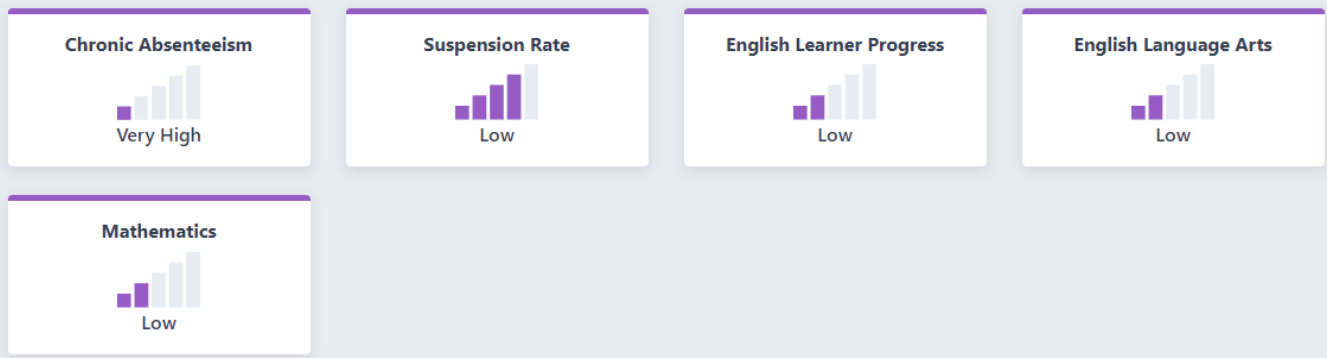 Chronic Absenteeism
Very High
Suspension Rate
Low
English Learner Progress
Low
English Language Arts
Low
Mathematics
Low